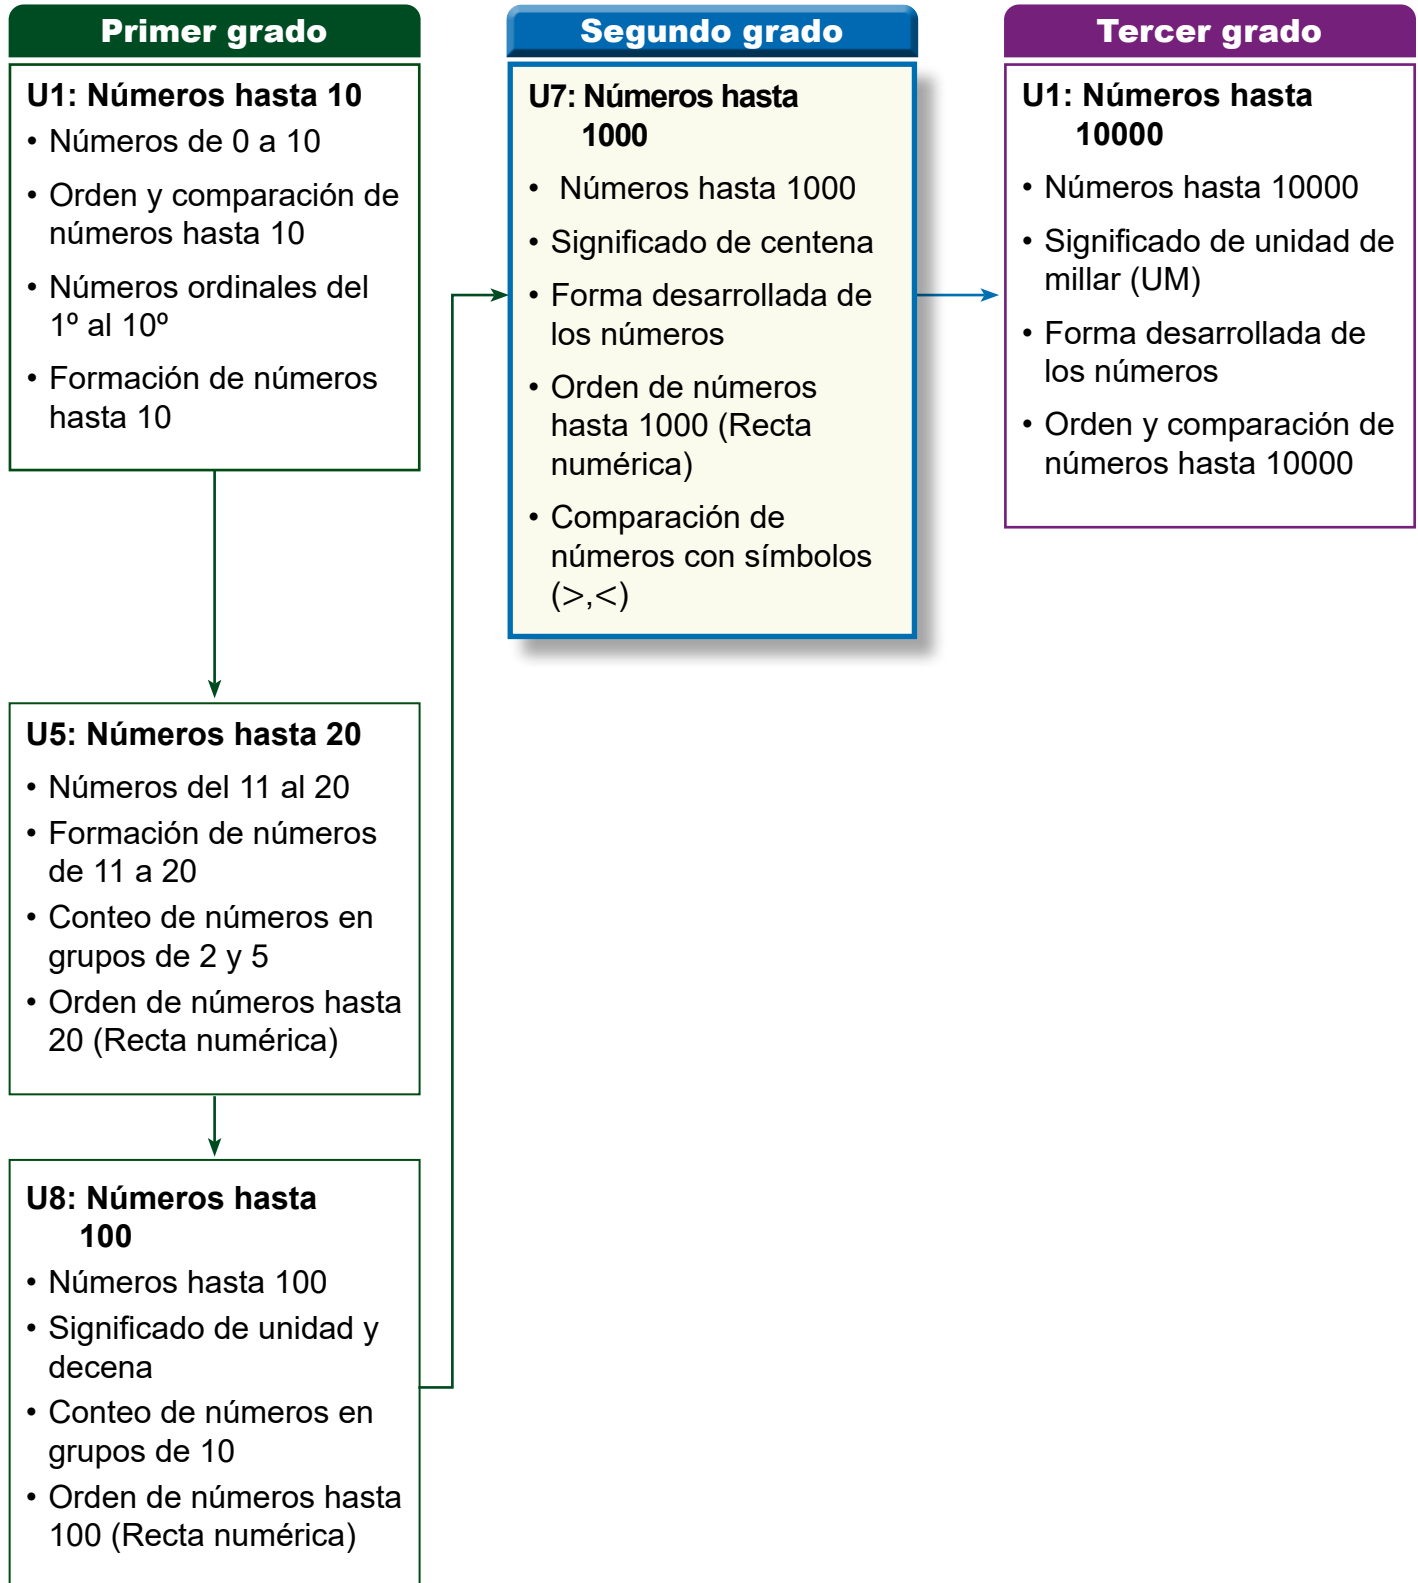 Primer grado
U1: Números hasta 10
• Números de 0 a 10
• Orden y comparación de
números hasta 10
• Números ordinales del
1º al 10º
• Formación de números
hasta 10
U5: Números hasta 20
• Números del 11 al 20
• Formación de números
de 11 a 20
• Conteo de números en
grupos de 2 y 5
• Orden de números hasta
20 (Recta numérica)
U8: Números hasta
100
• Números hasta 100
• Significado de unidad y
decena
• Conteo de números en
grupos de 10
• Orden de números hasta
100 (Recta numérica)
Segundo grado
U7: Números hasta
1000
• Números hasta 1000
• Significado de centena
• Forma desarrollada de
los números
• Orden de números
hasta 1000 (Recta
numérica)
• Comparación de
números con símbolos
(>,<)
Tercer grado
U1: Números hasta
10000
• Números hasta 10000
• Significado de unidad de
millar (UM)
• Forma desarrollada de
los números
• Orden y comparación de
números hasta 10000